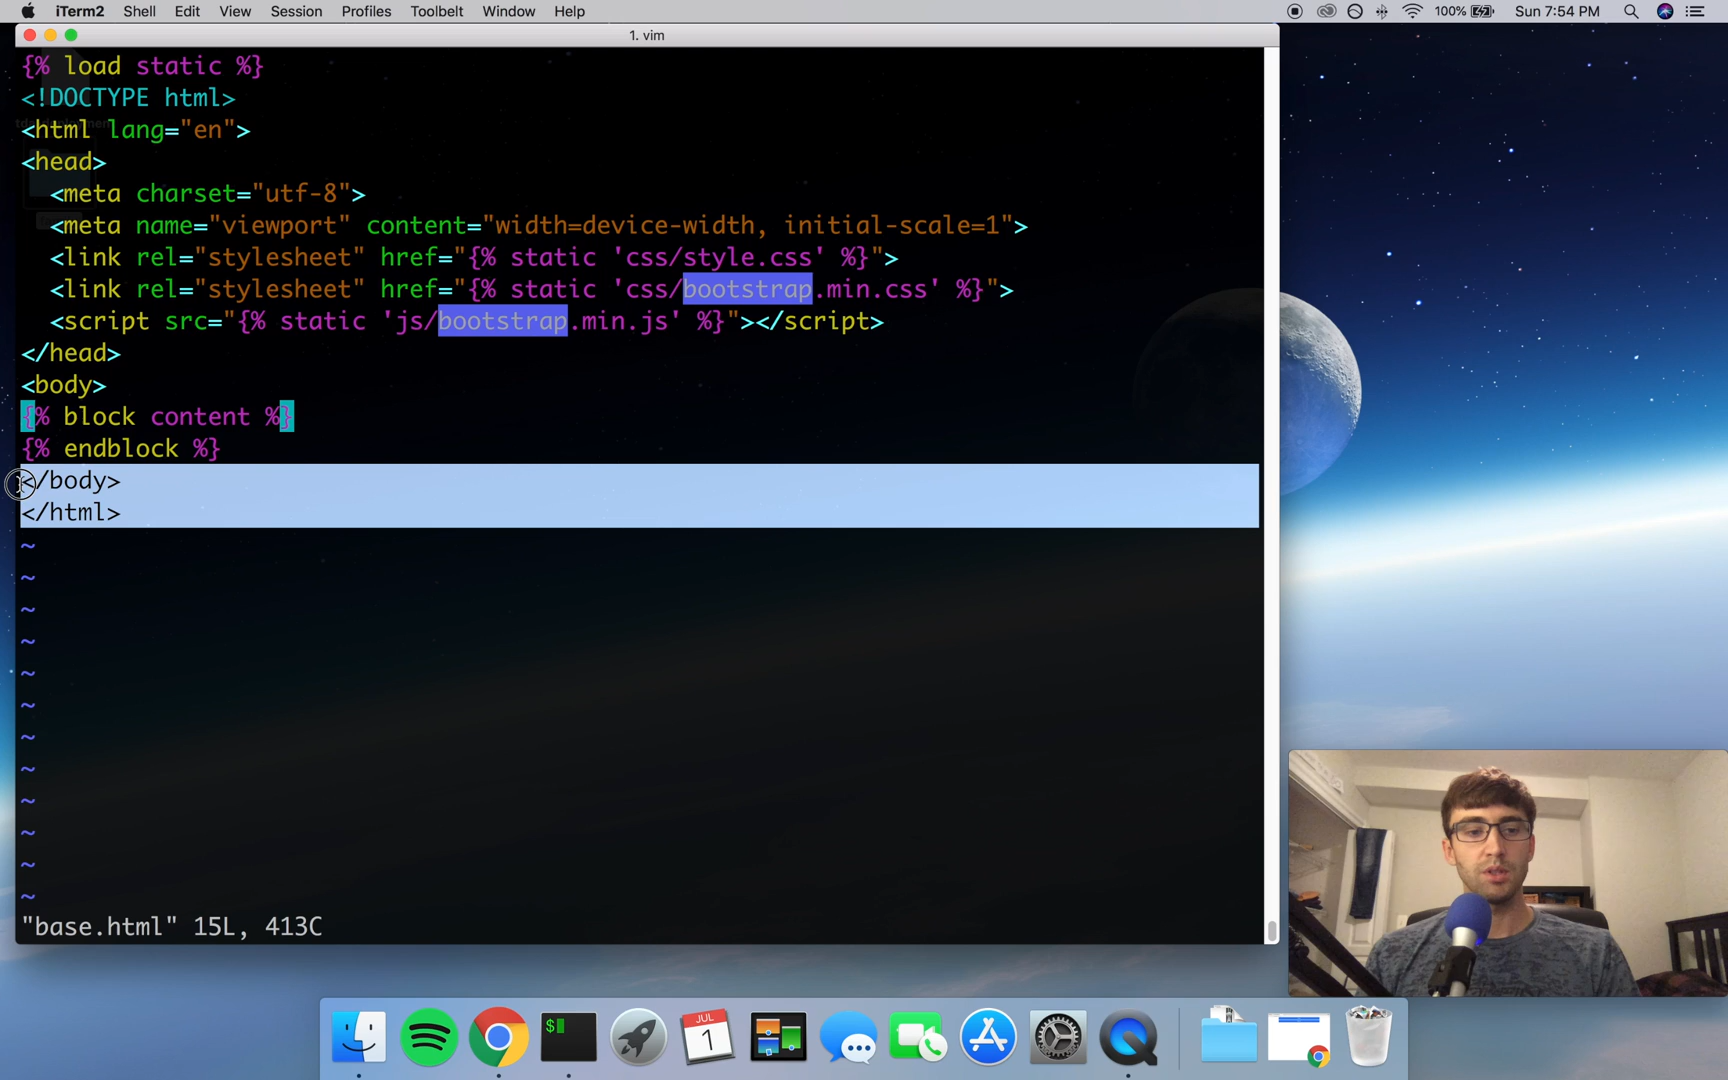 iTerm2 Shell Edit View Session Profiles Toolbelt Window Help 100% Sun 7:54 PM
1. vim
{% load static %}
<!DOCTYPE html>
<html lang="en">
<head>
  <meta charset="utf-8">
  <meta name="viewport" content="width=device-width, initial-scale=1">
  <link rel="stylesheet" href="{% static 'css/style.css' %}">
  <link rel="stylesheet" href="{% static 'css/bootstrap.min.css' %}">
  <script src="{% static 'js/bootstrap.min.js' %}"></script>
</head>
<body>
{% block content %}
{% endblock %}
</body>
</html>
~
~
~
~
~
~
~
~
~
~
~
~
"base.html" 15L, 413C
$
JUL
1